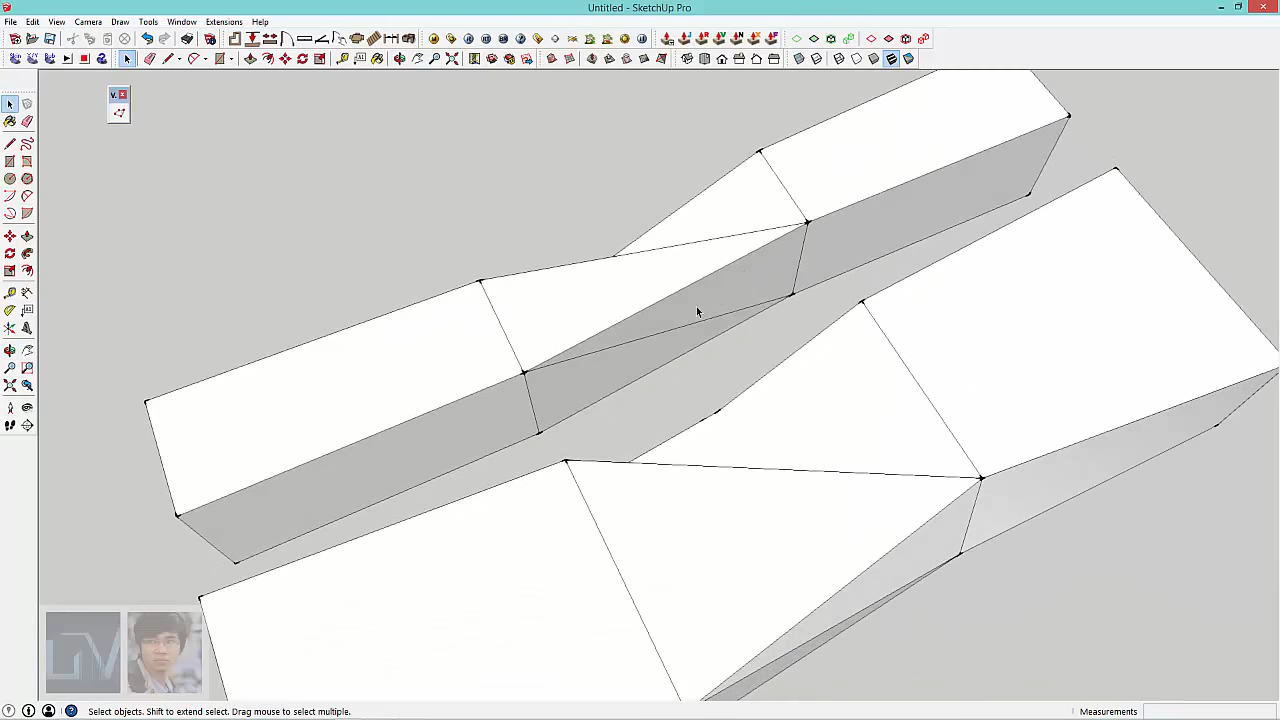 Untitled - SketchUp Pro
File Edit View Camera Draw Tools Window Extensions Help
V.
Select objects. Shift to extend select. Drag mouse to select multiple.
Measurements